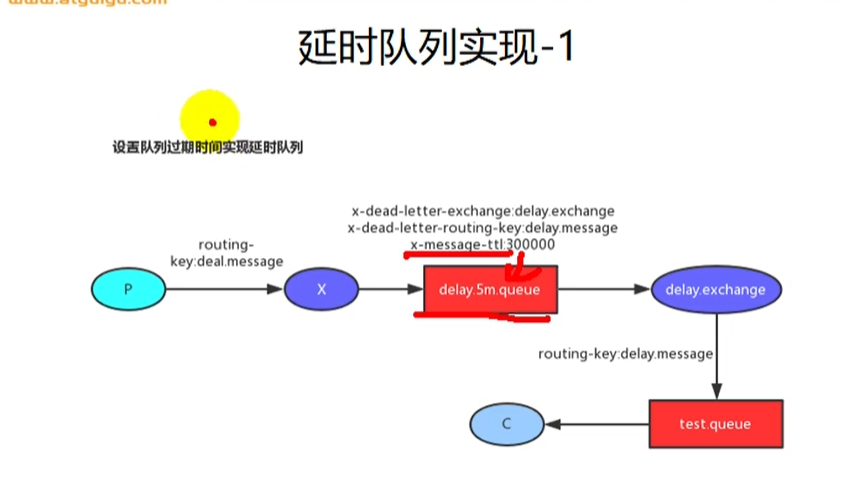 www.atguigu.com
延时队列实现-1
设置队列过期时间实现延时队列
x-dead-letter-exchange:delay.exchange
x-dead-letter-routing-key:delay.message
x-message-ttl:300000
routing-
key:deal.message
P
X
delay.5m.queue
delay.exchange
routing-key:delay.message
C
test.queue